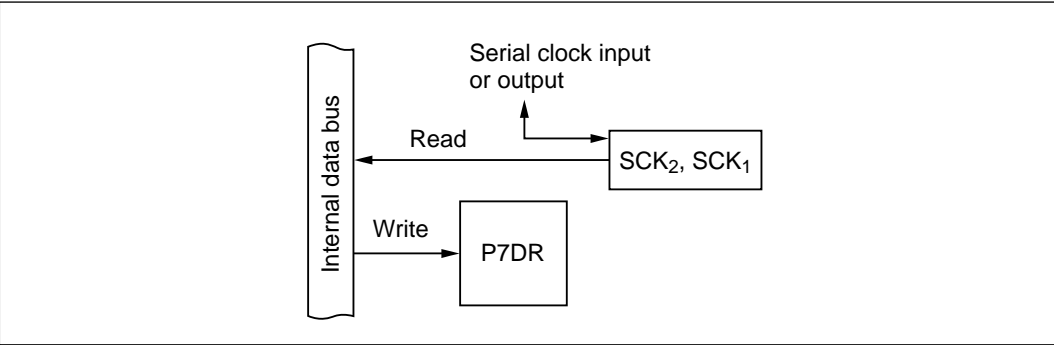 Serial clock input
or output
Internal data bus
Read
SCK₂, SCK₁
Write
P7DR